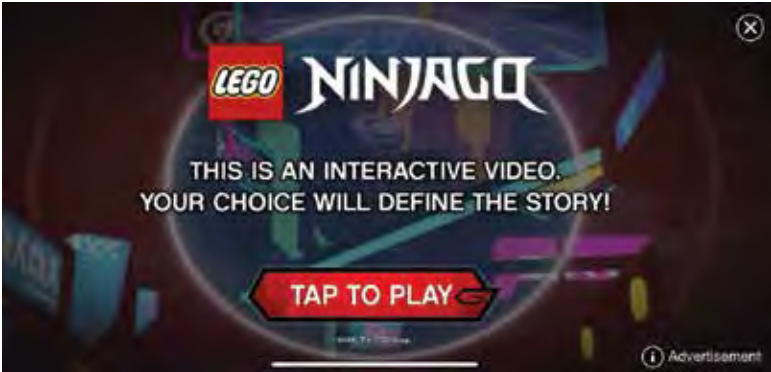 LEGO NINJAGO
THIS IS AN INTERACTIVE VIDEO.
YOUR CHOICE WILL DEFINE THE STORY!
TAP TO PLAY
i Advertisement